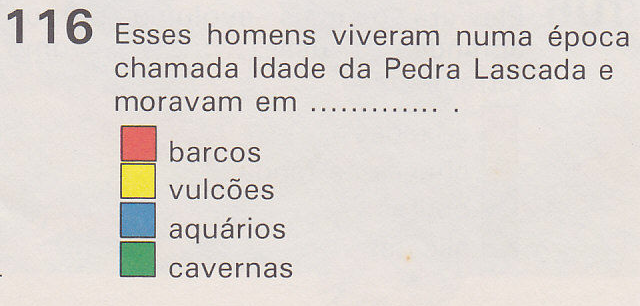 116 Esses homens viveram numa época
chamada Idade da Pedra Lascada e
moravam em ............. .
barcos
vulcões
aquários
cavernas